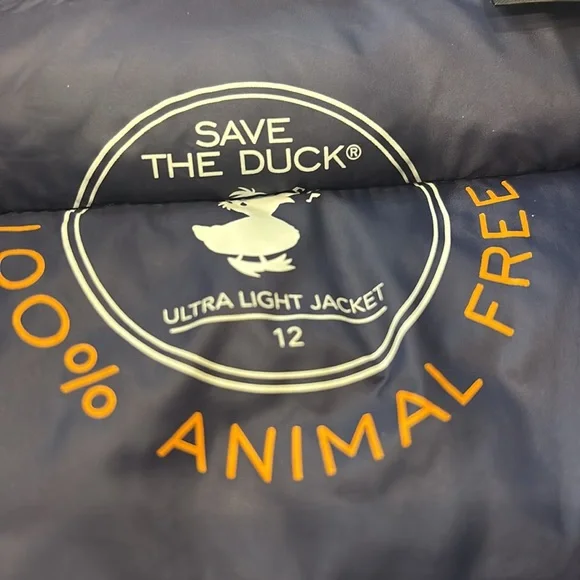 SAVE
THE DUCK®
ULTRA LIGHT JACKET
12
100% ANIMAL FREE